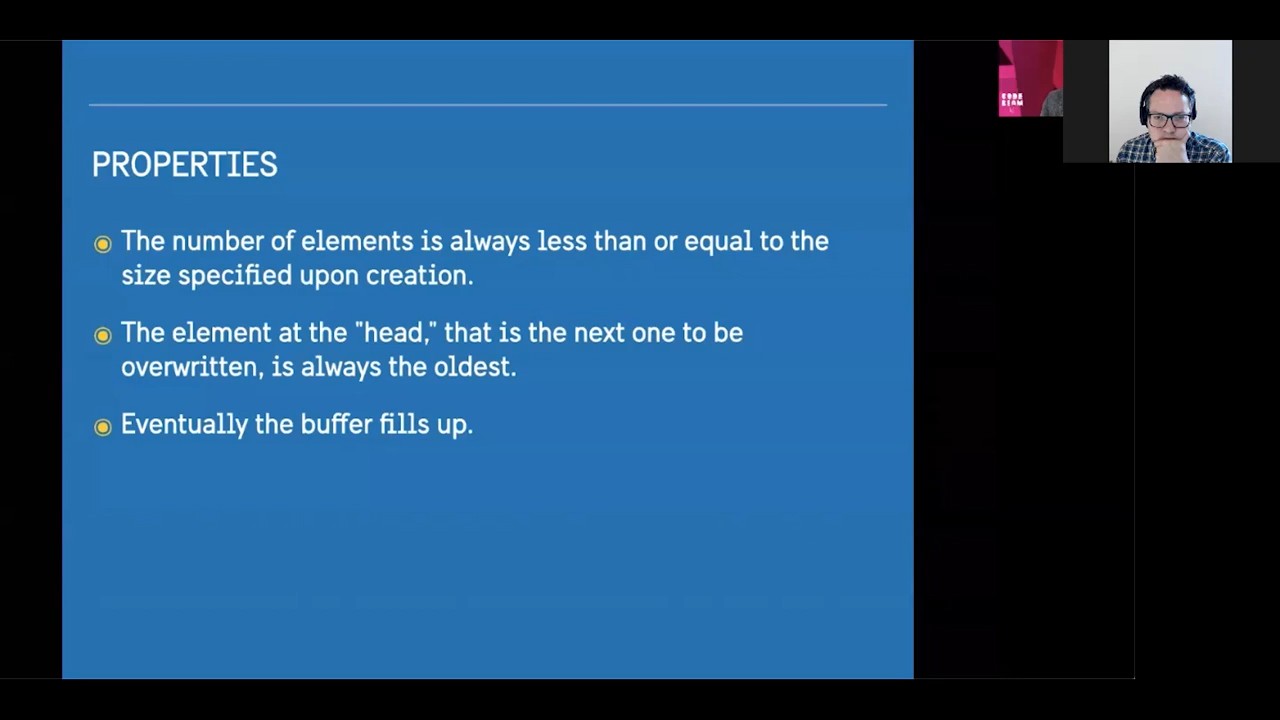 PROPERTIES
The number of elements is always less than or equal to the
size specified upon creation.
The element at the "head," that is the next one to be
overwritten, is always the oldest.
Eventually the buffer fills up.
CODE
BEAM